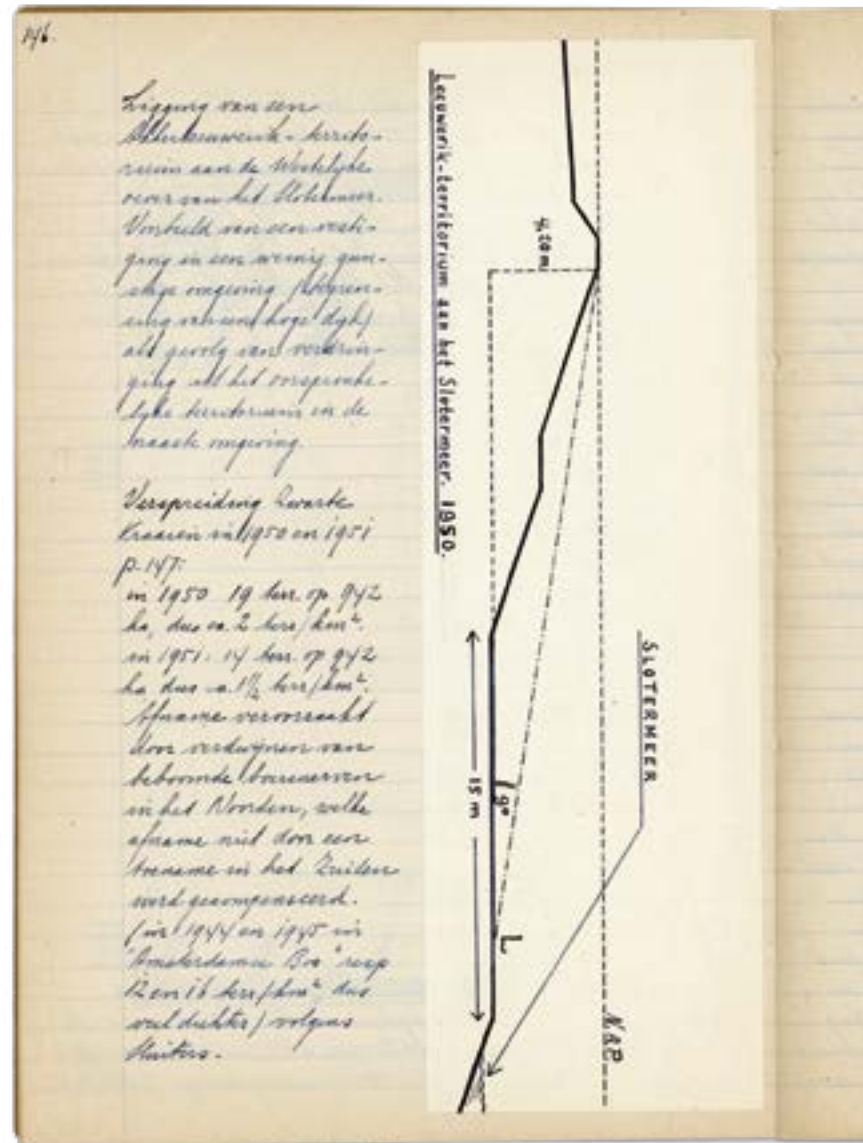 146.
Ligging van een
Veldleeuwerik-territo-
rium aan de Westelijke
oever van het Slotermeer.
Voorbeeld van een vesti-
ging in een weinig gun-
stige omgeving (begren-
zing van een hoge dijk)
als gevolg van verdrin-
ging uit het oorspronke-
lijke territorium in de
naaste omgeving.
Verspreiding Zwarte
Kraaien in 1950 en 1951
p. 147:
in 1950 19 terr. op 942
ha, dus ca. 2 terr/km².
in 1951. 14 terr. op 942
ha, dus ca. 1½ terr/km².
Afname veroorzaakt
door verdwijnen van
beboomde boerenerven
in het Noorden, welke
afname niet door een
toename in het Zuiden
werd gecompenseerd.
(in 1944 en 1945 in
"Amsterdamse Bos" resp
12 en 16 terr/km², dus
veel dichter) volgens
Sluiters.
Leeuwerik-territorium aan het Slotermeer. 1950.
20 m
15 m
9°
L
SLOTERMEER
NAP